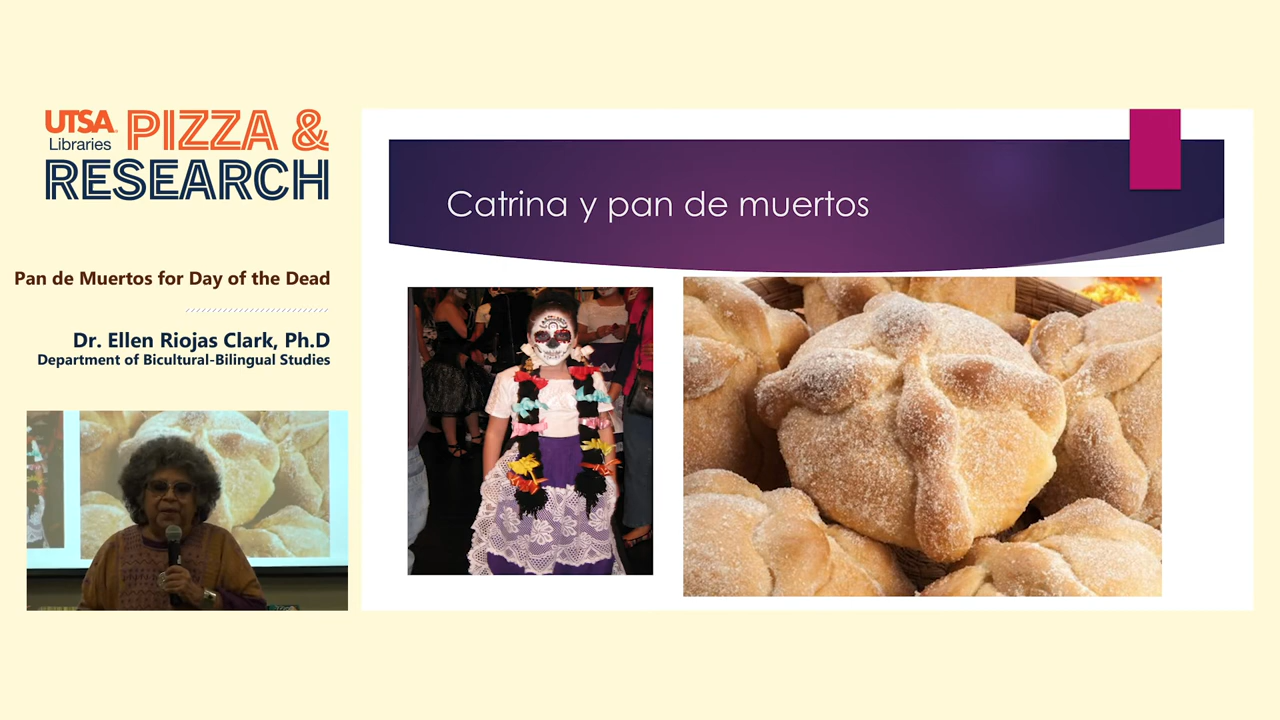 UTSA PIZZA &
Libraries
RESEARCH
Pan de Muertos for Day of the Dead
Dr. Ellen Riojas Clark, Ph.D
Department of Bicultural-Bilingual Studies
Catrina y pan de muertos